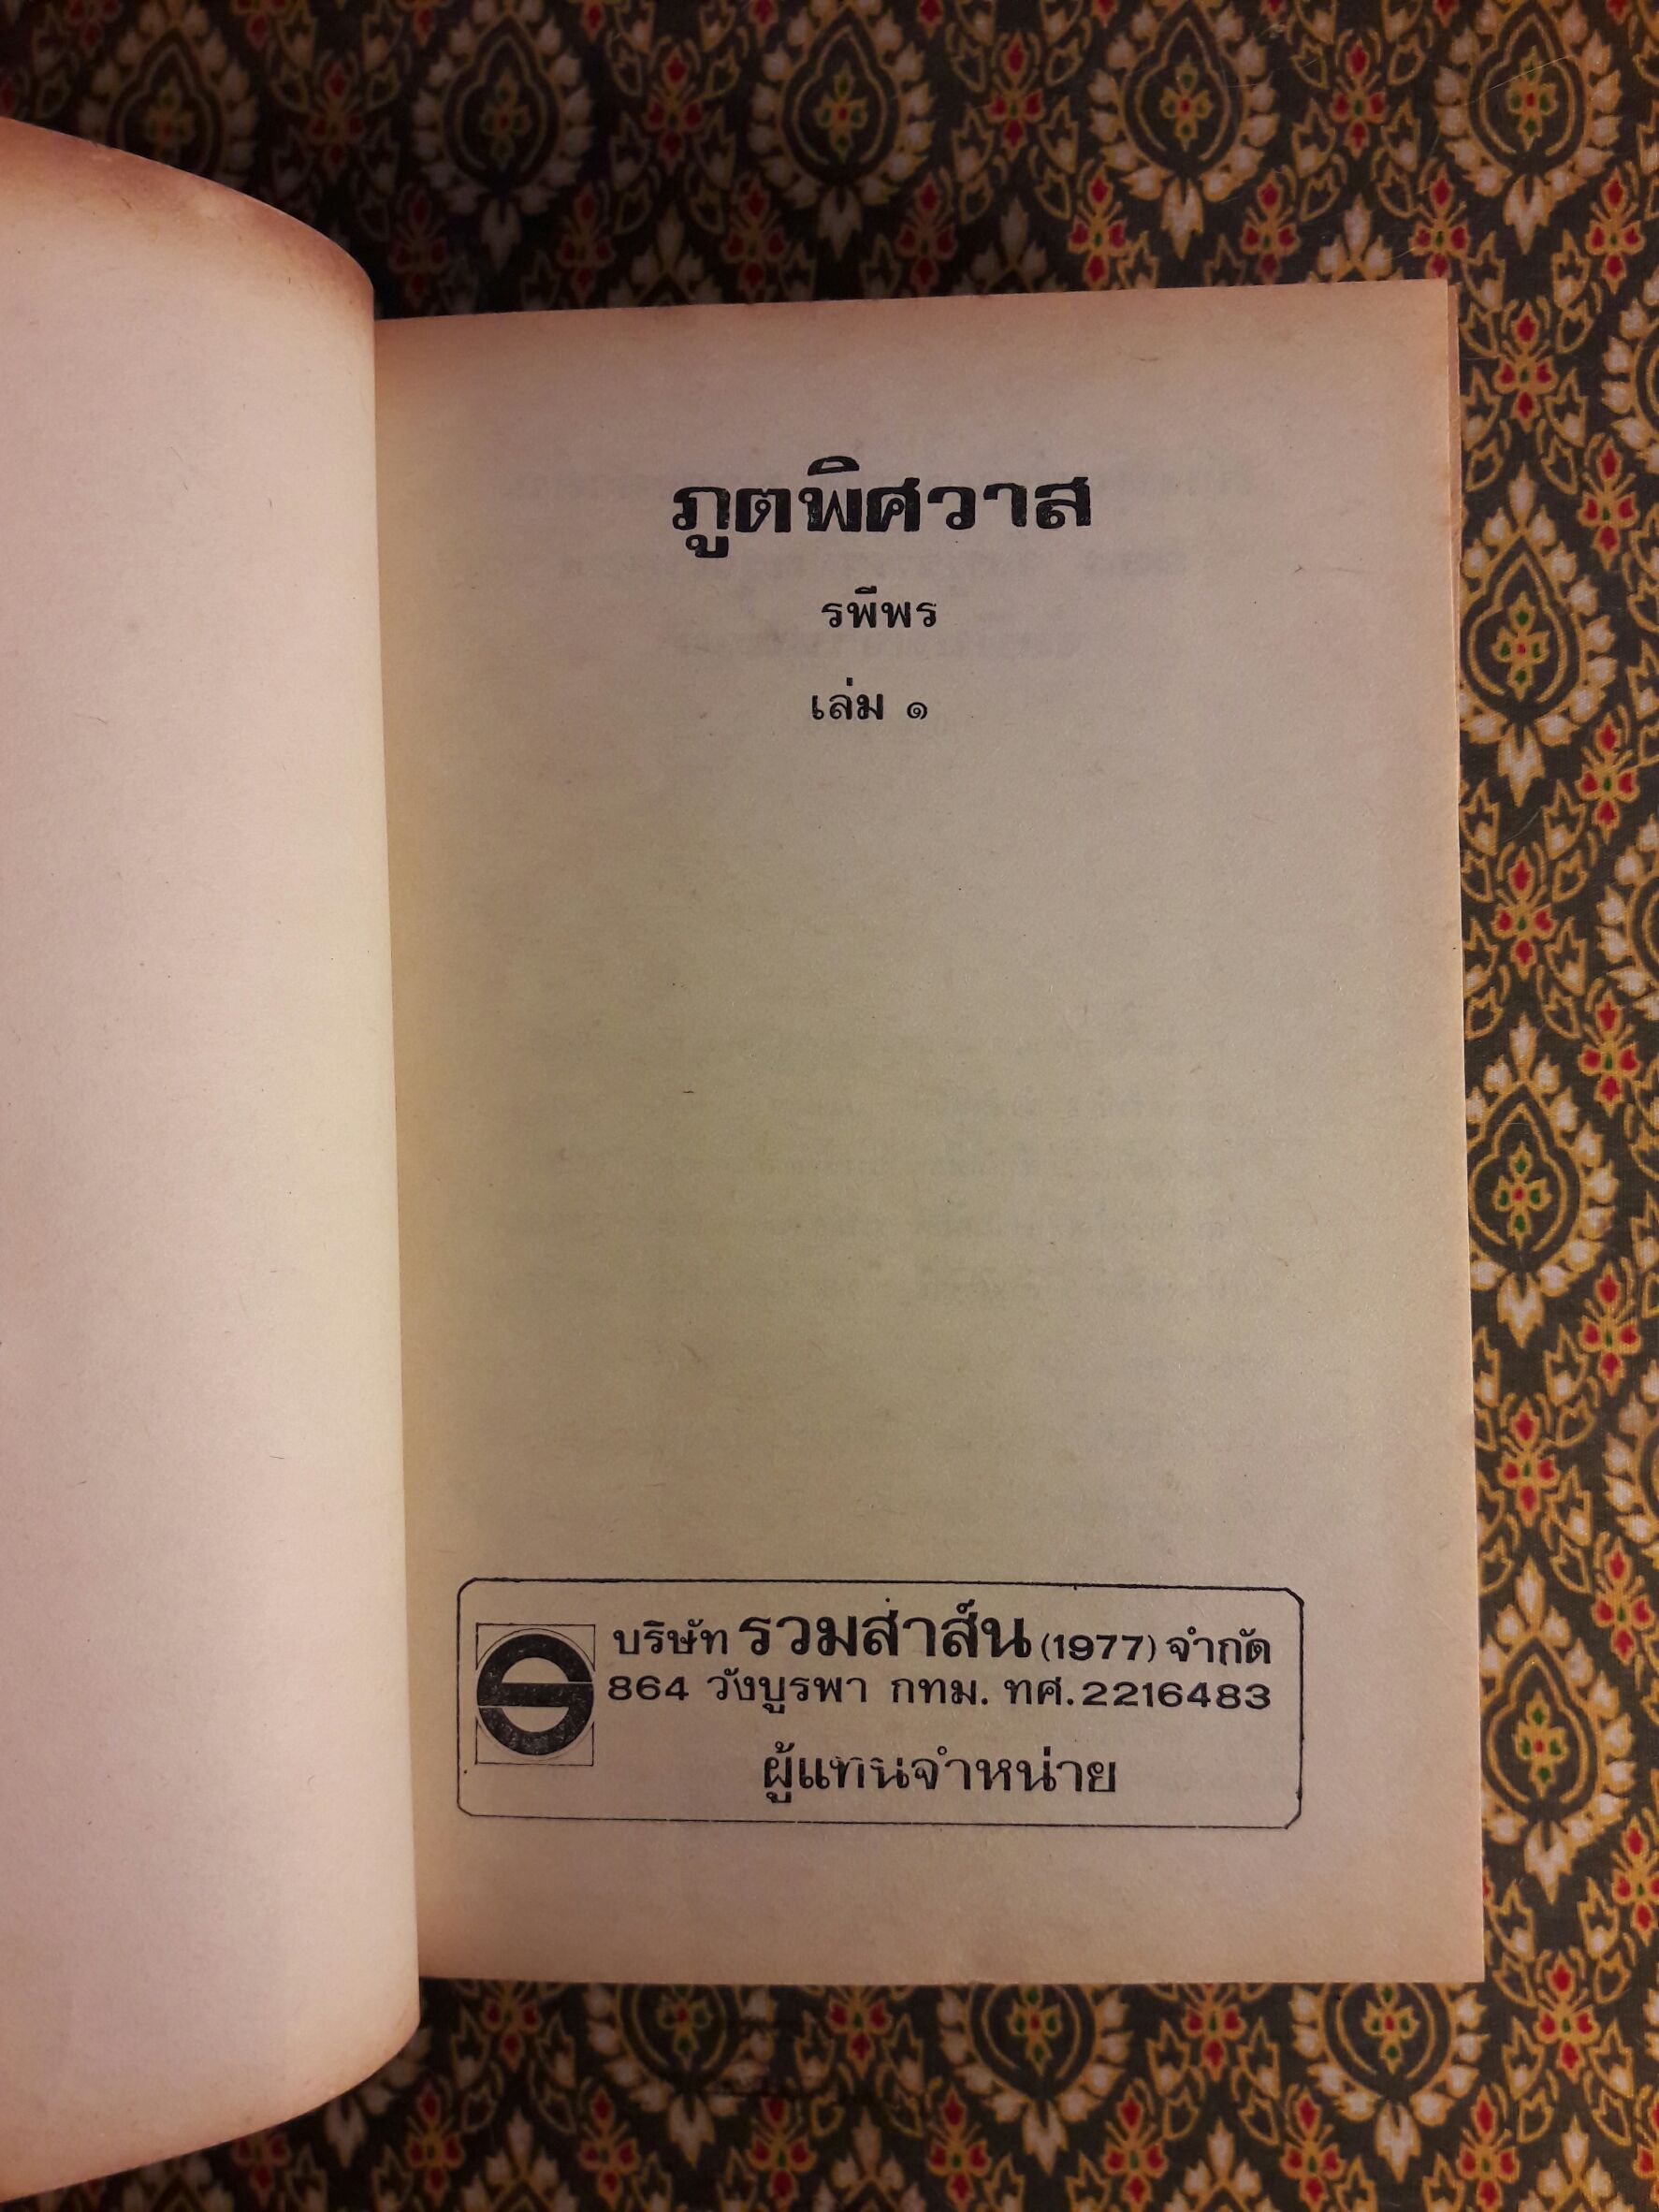 ภูตพิศวาส
รพีพร
เล่ม ๑
บริษัท รวมสาส์น (1977) จำกัด
864 วังบูรพา กทม. ทศ. 2216483
ผู้แทนจำหน่าย